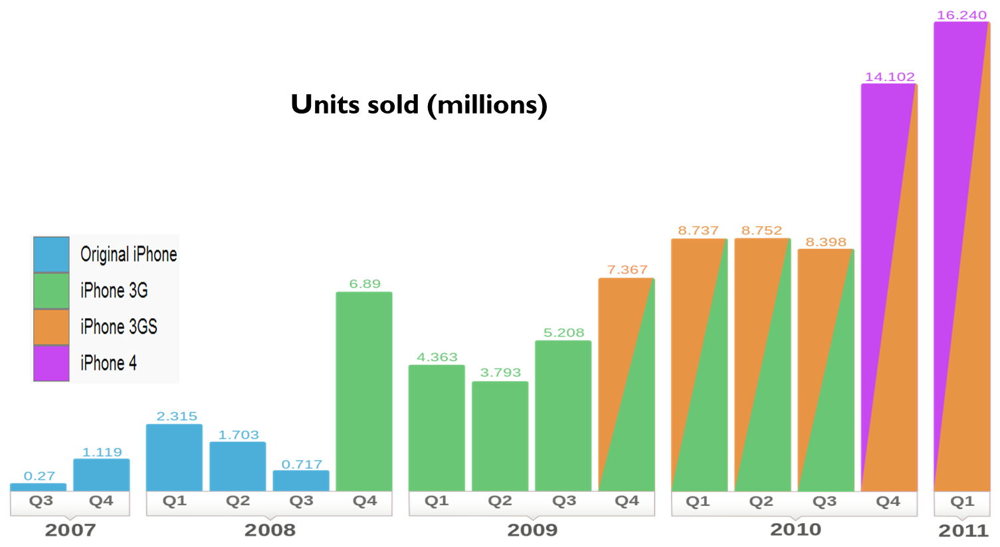 16.240
14.102
Units sold (millions)
8.737
8.752
8.398
Original iPhone
iPhone 3G
iPhone 3GS
iPhone 4
7.367
6.89
5.208
4.363
3.793
2.315
1.703
1.119
0.717
0.27
Q3 Q4 Q1 Q2 Q3 Q4 Q1 Q2 Q3 Q4 Q1 Q2 Q3 Q4 Q1
2007 2008 2009 2010 2011